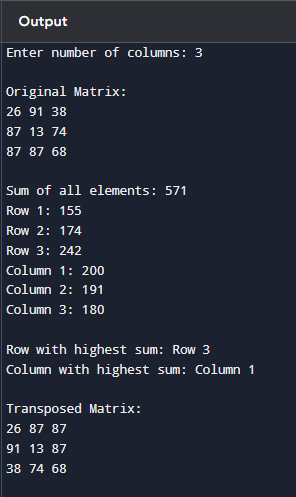 Output
Enter number of columns: 3
Original Matrix:
26 91 38
87 13 74
87 87 68
Sum of all elements: 571
Row 1: 155
Row 2: 174
Row 3: 242
Column 1: 200
Column 2: 191
Column 3: 180
Row with highest sum: Row 3
Column with highest sum: Column 1
Transposed Matrix:
26 87 87
91 13 87
38 74 68